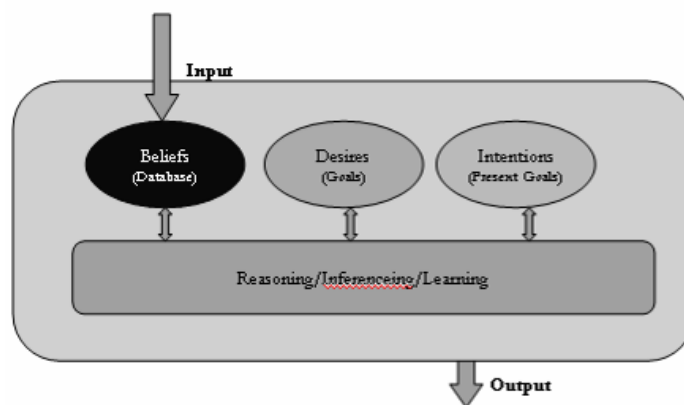 Input
Beliefs
(Database)
Desires
(Goals)
Intentions
(Present Goals)
Reasoning/Inferenceing/Learning
Output